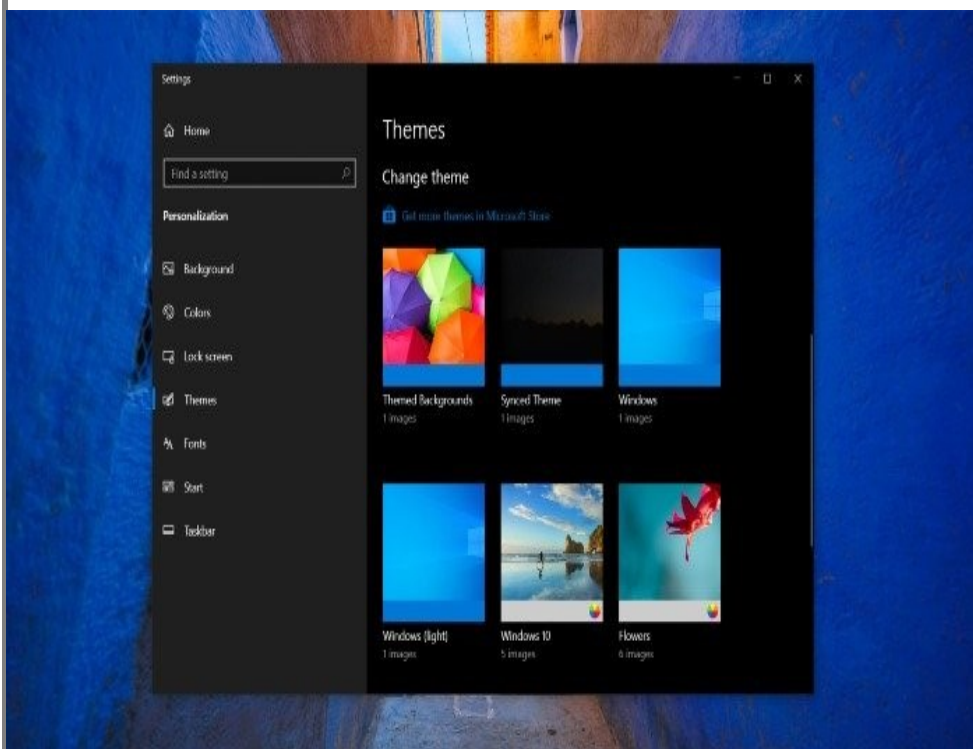 Settings
Home
Find a setting
Personalization
Background
Colors
Lock screen
Themes
Fonts
Start
Taskbar
Themes
Change theme
Get more themes in Microsoft Store
Themed Backgrounds
1 images
Synced Theme
1 images
Windows
1 images
Windows (light)
1 images
Windows 10
5 images
Flowers
6 images